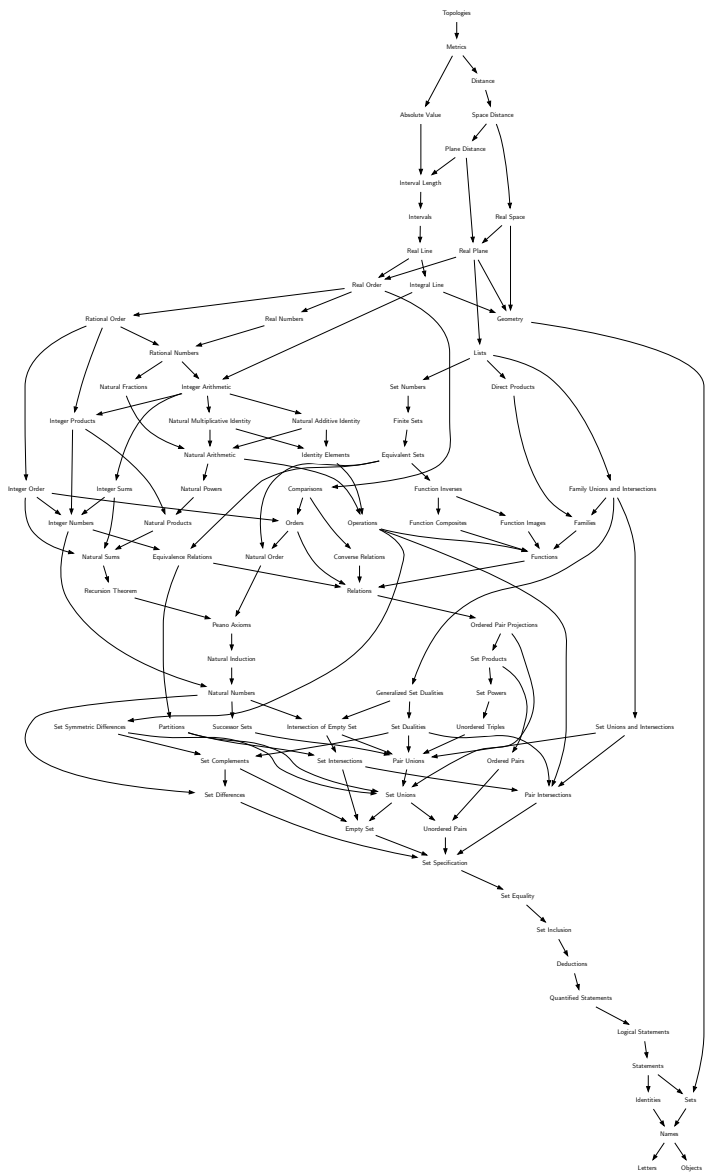 Topologies
Metrics
Distance
Absolute Value
Space Distance
Plane Distance
Interval Length
Intervals
Real Space
Real Line
Real Plane
Real Order
Integral Line
Rational Order
Real Numbers
Geometry
Rational Numbers
Lists
Natural Fractions
Integer Arithmetic
Set Numbers
Direct Products
Integer Products
Natural Multiplicative Identity
Natural Additive Identity
Finite Sets
Natural Arithmetic
Identity Elements
Equivalent Sets
Integer Order
Integer Sums
Natural Powers
Comparisons
Function Inverses
Family Unions and Intersections
Integer Numbers
Natural Products
Orders
Operations
Function Composites
Function Images
Families
Natural Sums
Equivalence Relations
Natural Order
Converse Relations
Functions
Recursion Theorem
Relations
Peano Axioms
Ordered Pair Projections
Natural Induction
Set Products
Natural Numbers
Generalized Set Dualities
Set Powers
Set Symmetric Differences
Partitions
Successor Sets
Intersection of Empty Set
Set Dualities
Unordered Triples
Set Unions and Intersections
Set Complements
Set Intersections
Pair Unions
Ordered Pairs
Set Differences
Set Unions
Pair Intersections
Empty Set
Unordered Pairs
Set Specification
Set Equality
Set Inclusion
Deductions
Quantified Statements
Logical Statements
Statements
Identities
Sets
Names
Letters
Objects